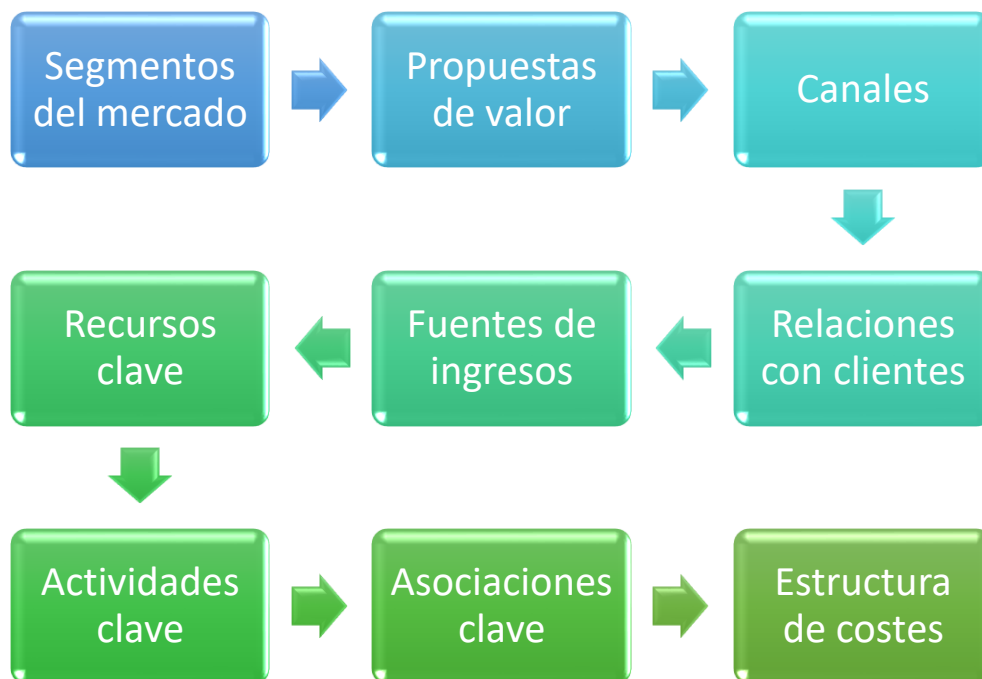 Segmentos
del mercado
Propuestas
de valor
Canales
Relaciones
con clientes
Fuentes de
ingresos
Recursos
clave
Actividades
clave
Asociaciones
clave
Estructura
de costes